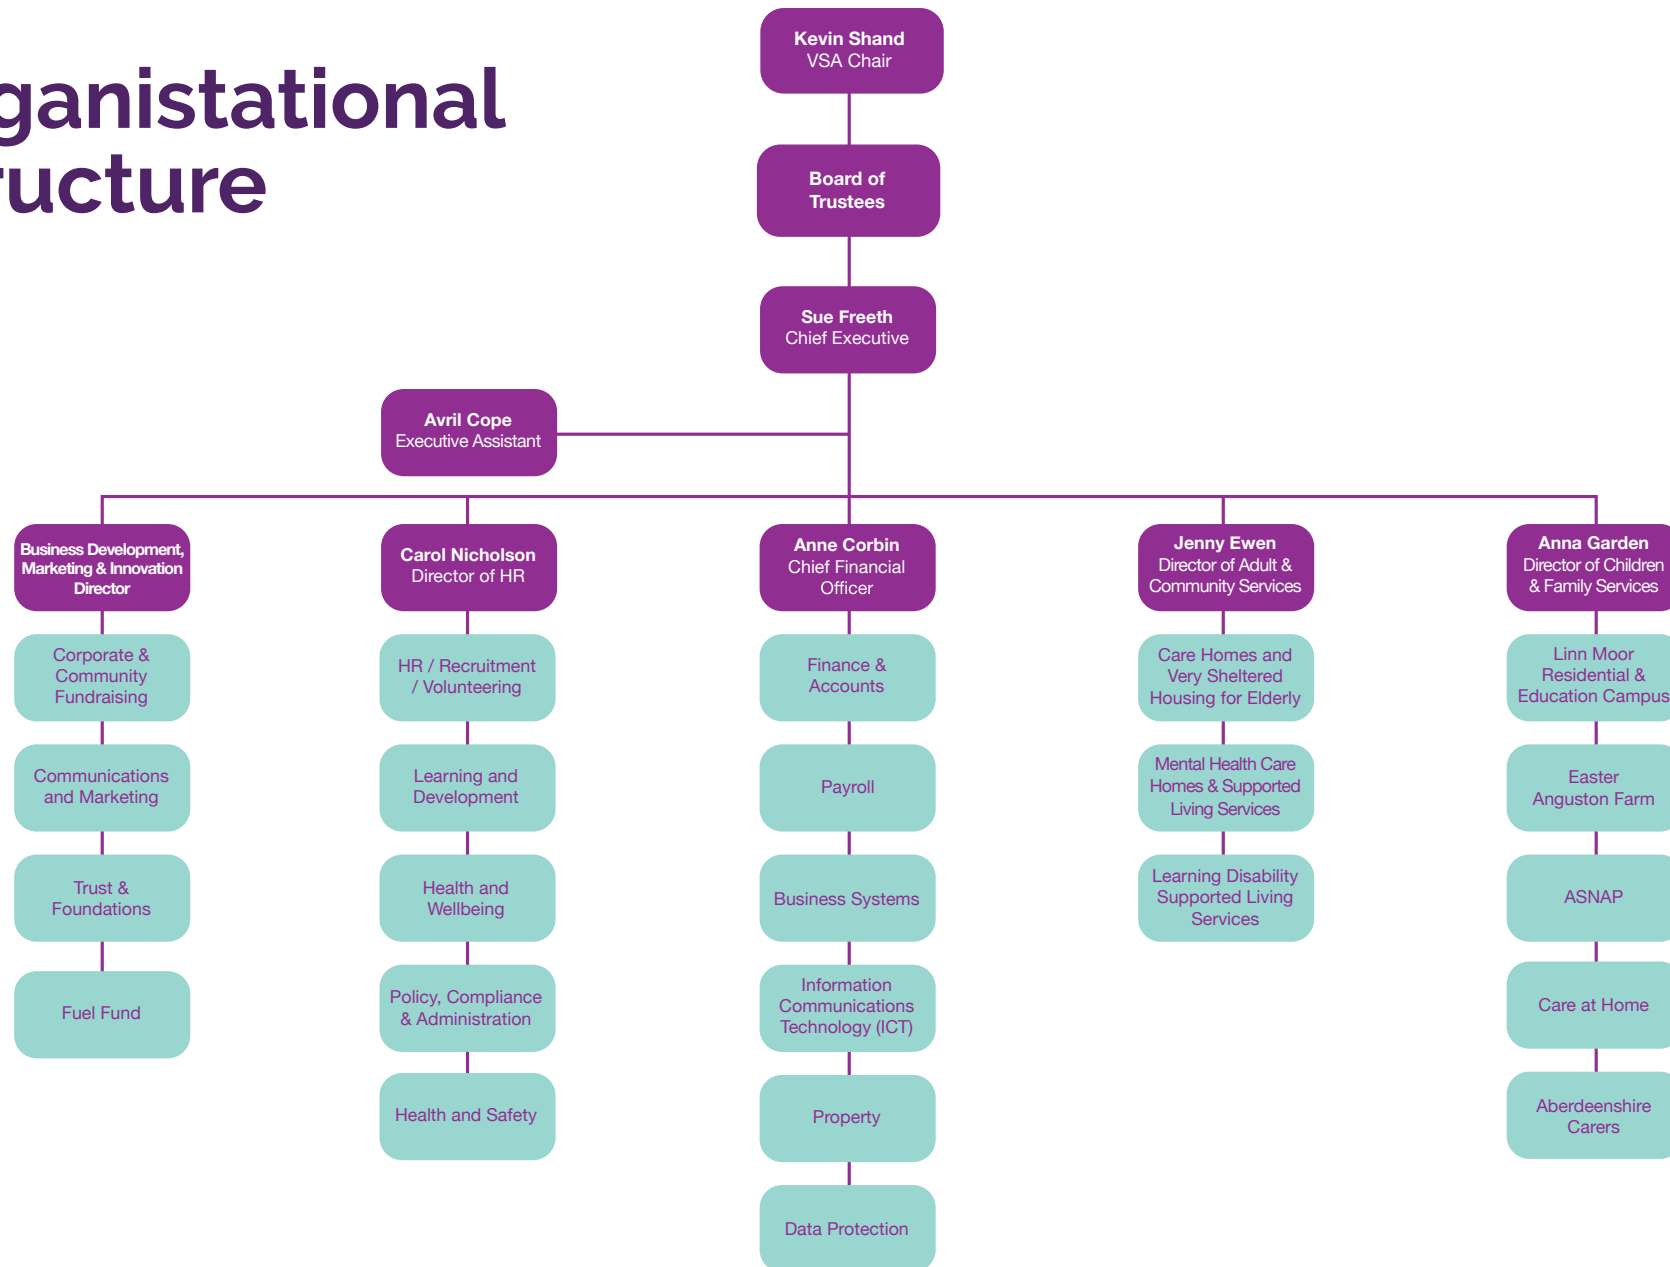 ganistational
ructure
Kevin Shand
VSA Chair
Board of
Trustees
Sue Freeth
Chief Executive
Avril Cope
Executive Assistant
Business Development,
Marketing & Innovation
Director
Corporate &
Community
Fundraising
Communications
and Marketing
Trust &
Foundations
Fuel Fund
Carol Nicholson
Director of HR
HR / Recruitment
/ Volunteering
Learning and
Development
Health and
Wellbeing
Policy, Compliance
& Administration
Health and Safety
Anne Corbin
Chief Financial
Officer
Finance &
Accounts
Payroll
Business Systems
Information
Communications
Technology (ICT)
Property
Data Protection
Jenny Ewen
Director of Adult &
Community Services
Care Homes and
Very Sheltered
Housing for Elderly
Mental Health Care
Homes & Supported
Living Services
Learning Disability
Supported Living
Services
Anna Garden
Director of Children
& Family Services
Linn Moor
Residential &
Education Campus
Easter
Anguston Farm
ASNAP
Care at Home
Aberdeenshire
Carers